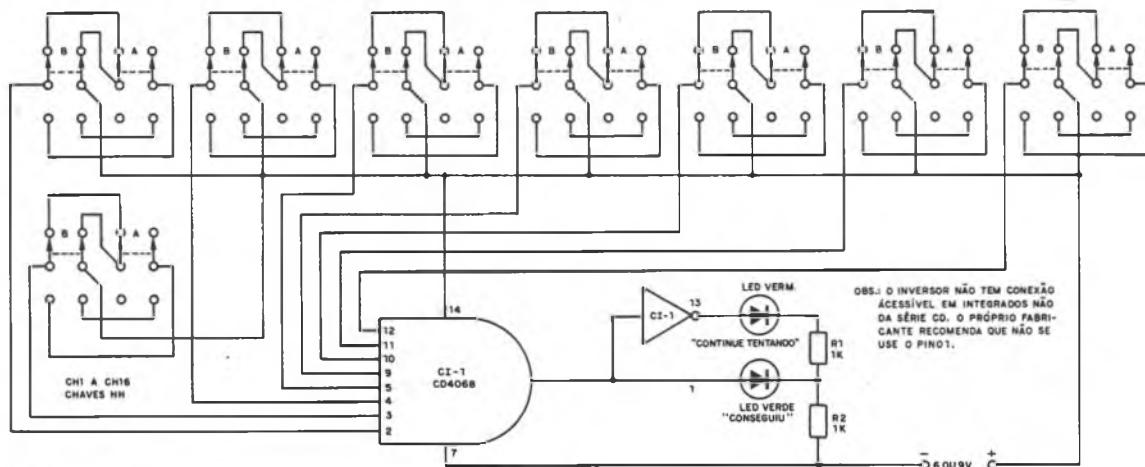 B A B A B A B A B A B A B A
B A
CH1 A CH16
CHAVES HH
14
12
11
10
9
5
4
3
2
CI-1
CD4068
7
CI-1
13
LED VERM.
"CONTINUE TENTANDO"
R1
1K
1
LED VERDE
"CONSEGUIU"
R2
1K
OBS.: O INVERSOR NÃO TEM CONEXÃO
ACESSÍVEL EM INTEGRADOS NÃO
DA SÉRIE CD. O PRÓPRIO FABRI-
CANTE RECOMENDA QUE NÃO SE
USE O PINO1.
- 6 OU 9V +